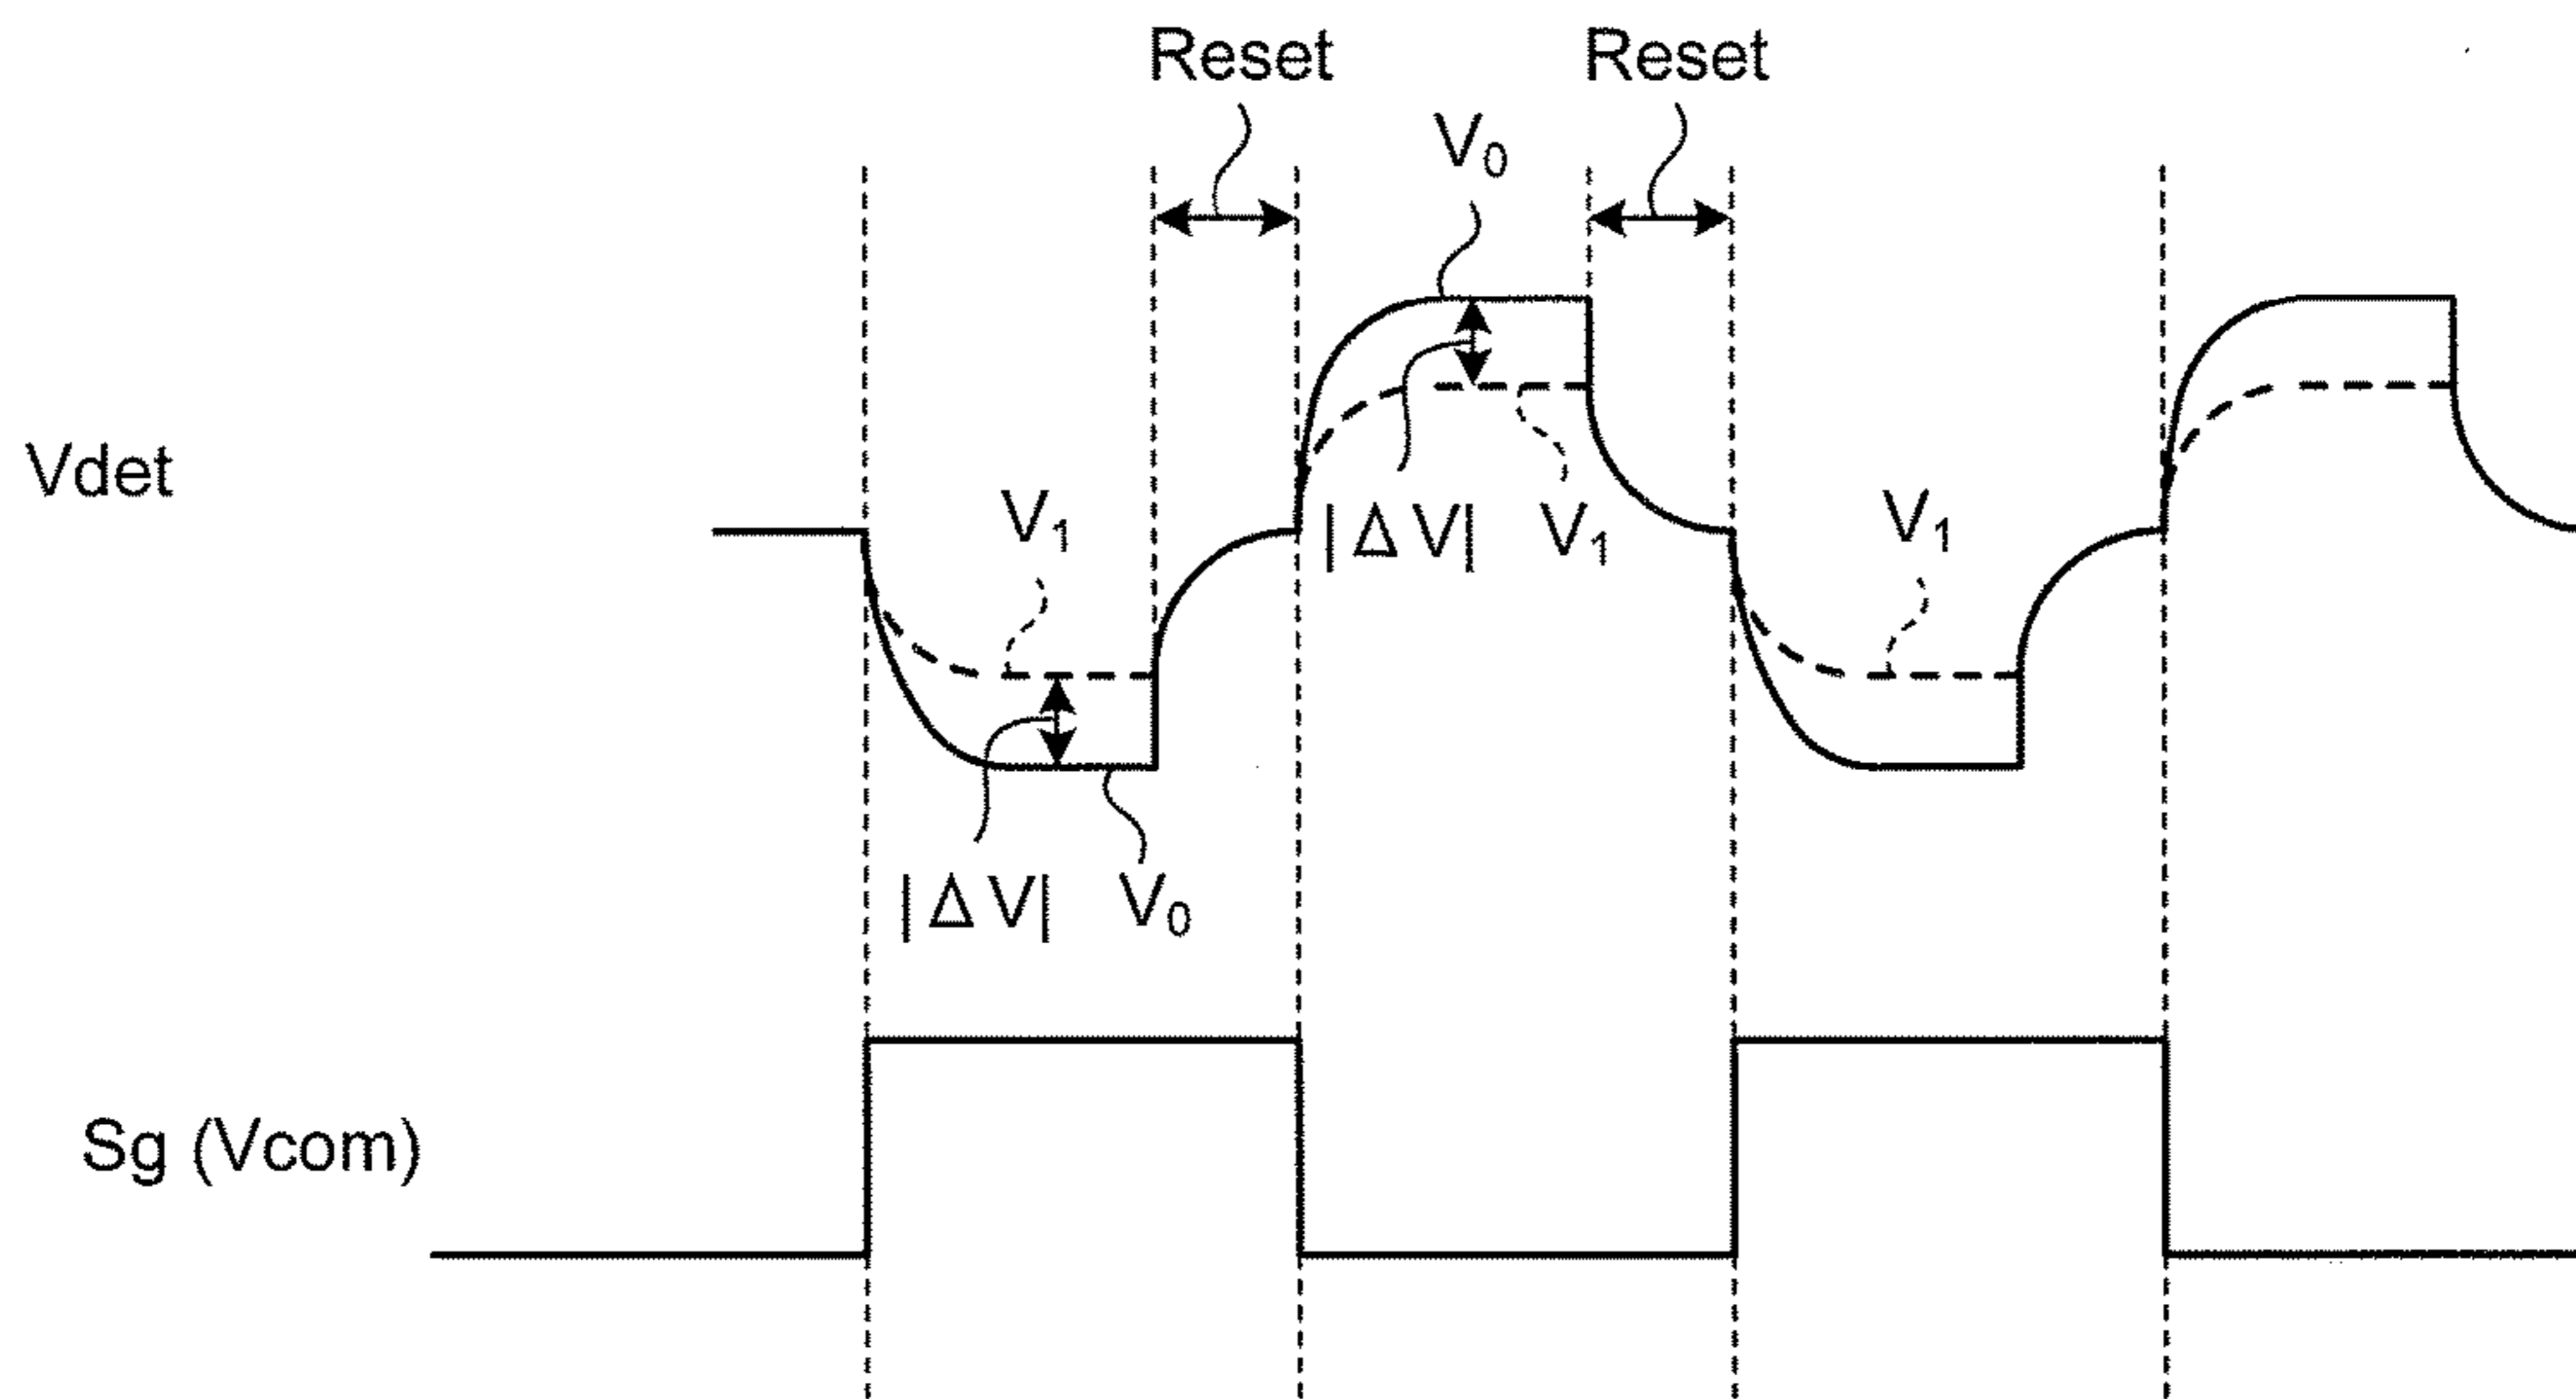 Reset Reset
V₀
Vdet
V₁ |ΔV| V₁ V₁
|ΔV| V₀
Sg (Vcom)